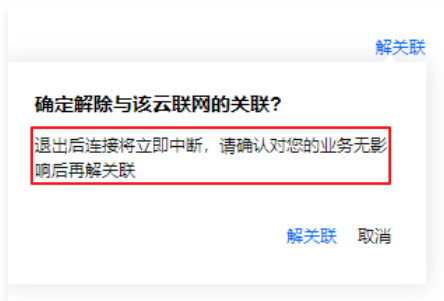 解关联
确定解除与该云联网的关联?
退出后连接将立即中断，请确认对您的业务无影
响后再解关联
解关联 取消